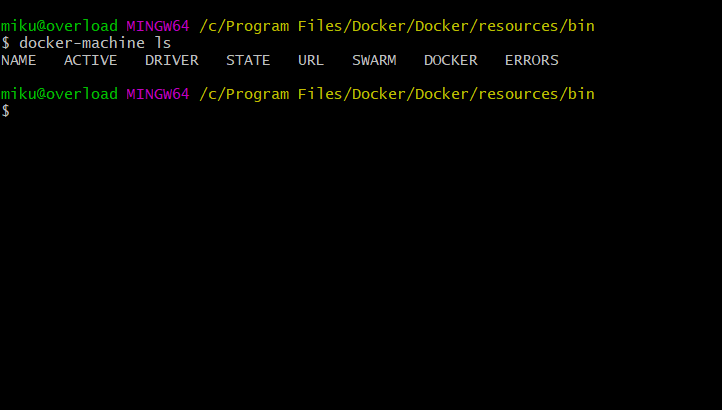 miku@overload MINGW64 /c/Program Files/Docker/Docker/resources/bin
$ docker-machine ls
NAME   ACTIVE   DRIVER   STATE   URL   SWARM   DOCKER   ERRORS
miku@overload MINGW64 /c/Program Files/Docker/Docker/resources/bin
$